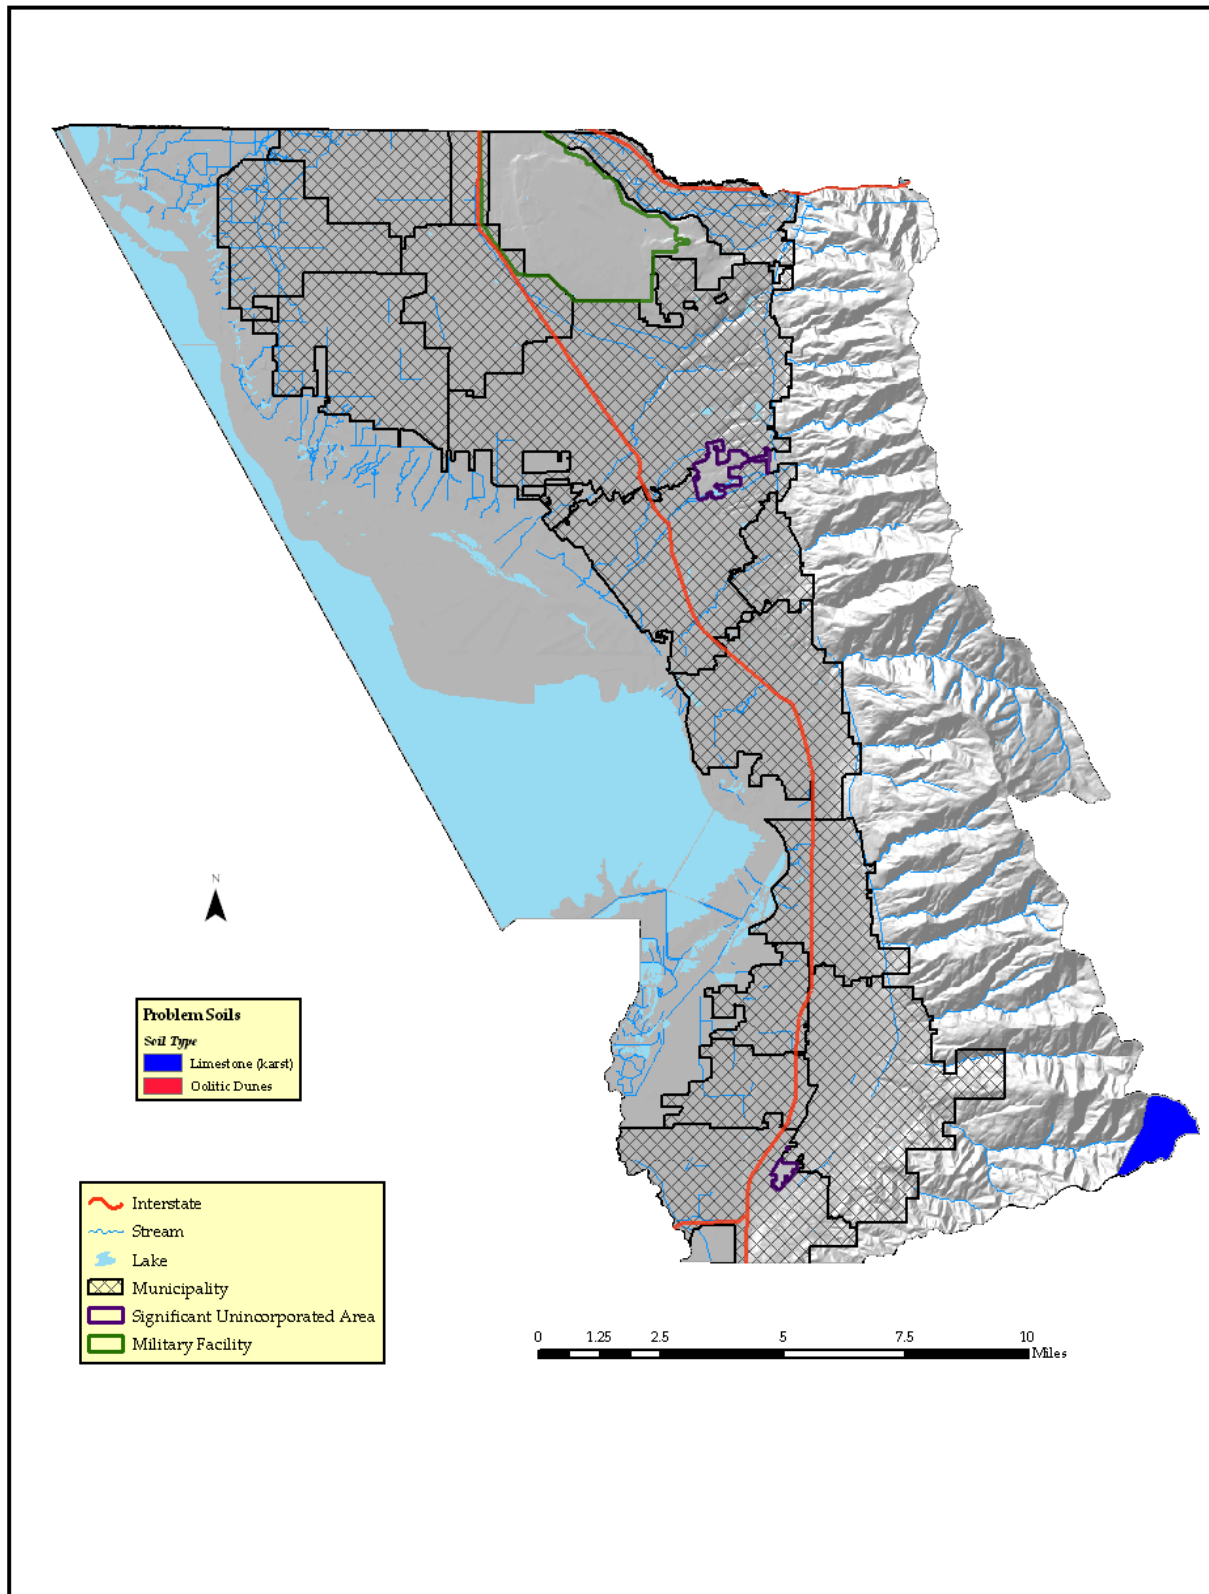 N
Problem Soils
Soil Type
Limestone (karst)
Oolitic Dunes
Interstate
Stream
Lake
Municipality
Significant Unincorporated Area
Military Facility
0 1.25 2.5 5 7.5 10
Miles